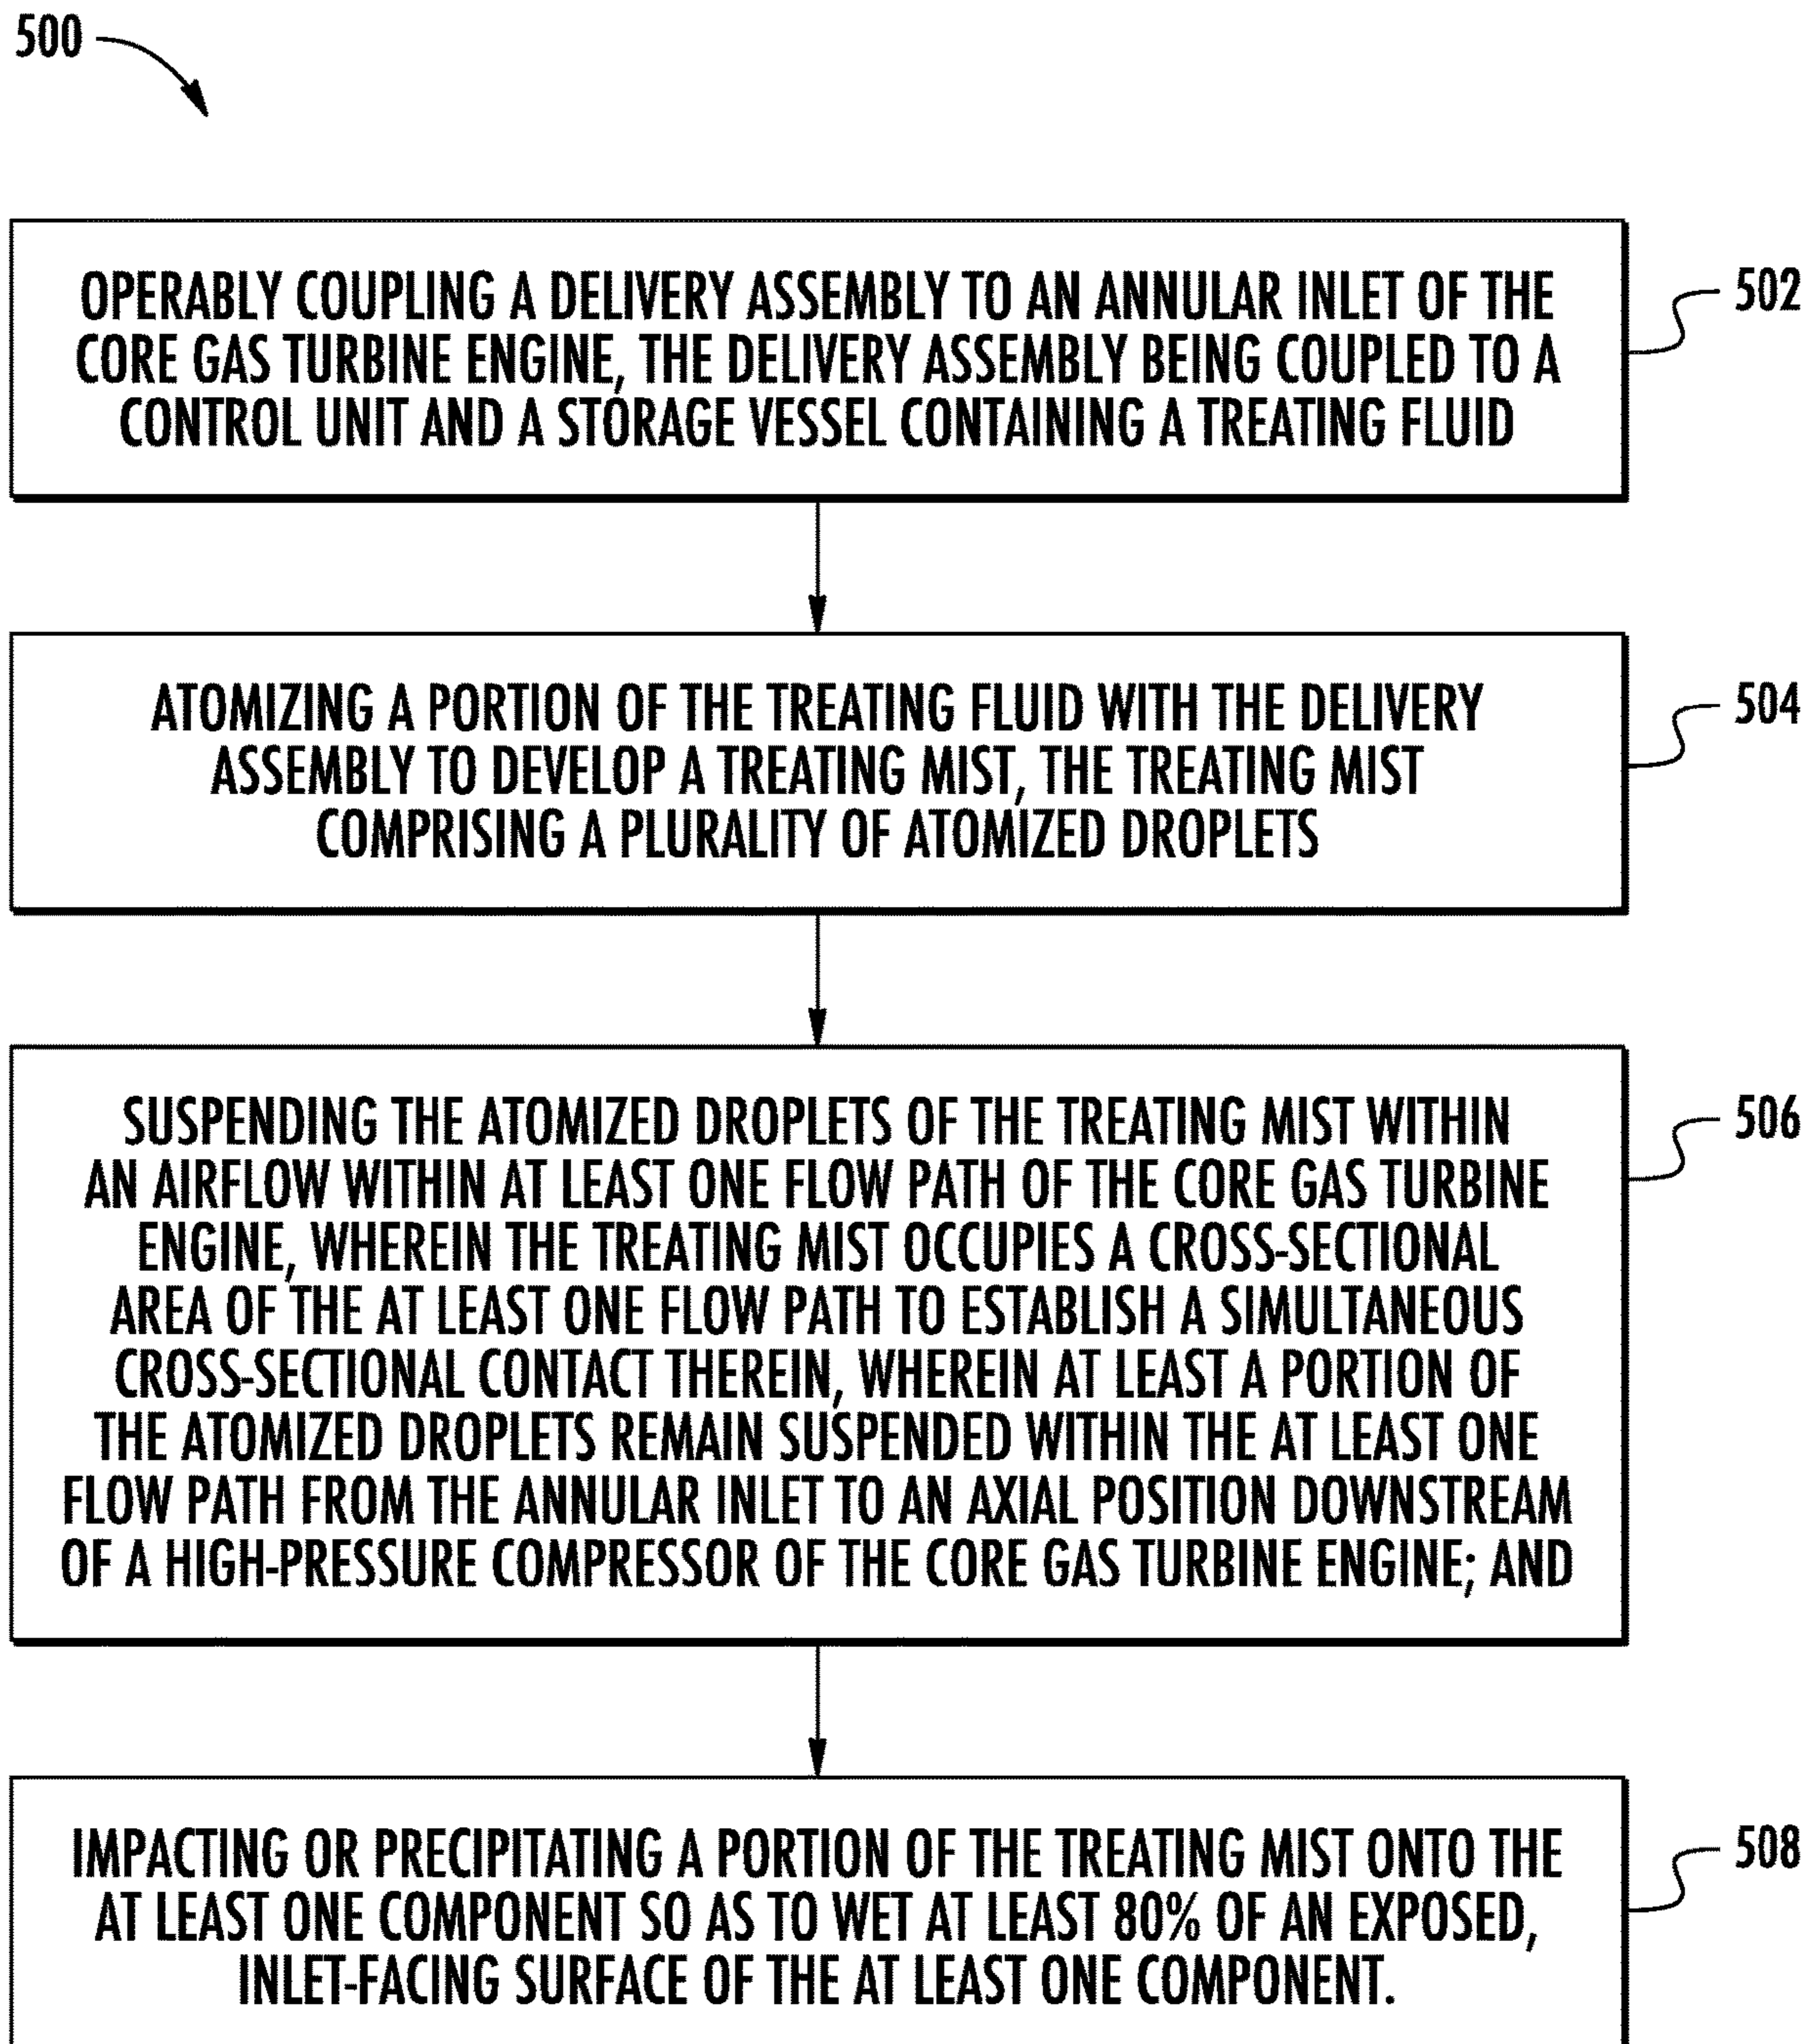 500
OPERABLY COUPLING A DELIVERY ASSEMBLY TO AN ANNULAR INLET OF THE
CORE GAS TURBINE ENGINE, THE DELIVERY ASSEMBLY BEING COUPLED TO A
CONTROL UNIT AND A STORAGE VESSEL CONTAINING A TREATING FLUID
502
ATOMIZING A PORTION OF THE TREATING FLUID WITH THE DELIVERY
ASSEMBLY TO DEVELOP A TREATING MIST, THE TREATING MIST
COMPRISING A PLURALITY OF ATOMIZED DROPLETS
504
SUSPENDING THE ATOMIZED DROPLETS OF THE TREATING MIST WITHIN
AN AIRFLOW WITHIN AT LEAST ONE FLOW PATH OF THE CORE GAS TURBINE
ENGINE, WHEREIN THE TREATING MIST OCCUPIES A CROSS-SECTIONAL
AREA OF THE AT LEAST ONE FLOW PATH TO ESTABLISH A SIMULTANEOUS
CROSS-SECTIONAL CONTACT THEREIN, WHEREIN AT LEAST A PORTION OF
THE ATOMIZED DROPLETS REMAIN SUSPENDED WITHIN THE AT LEAST ONE
FLOW PATH FROM THE ANNULAR INLET TO AN AXIAL POSITION DOWNSTREAM
OF A HIGH-PRESSURE COMPRESSOR OF THE CORE GAS TURBINE ENGINE; AND
506
IMPACTING OR PRECIPITATING A PORTION OF THE TREATING MIST ONTO THE
AT LEAST ONE COMPONENT SO AS TO WET AT LEAST 80% OF AN EXPOSED,
INLET-FACING SURFACE OF THE AT LEAST ONE COMPONENT.
508